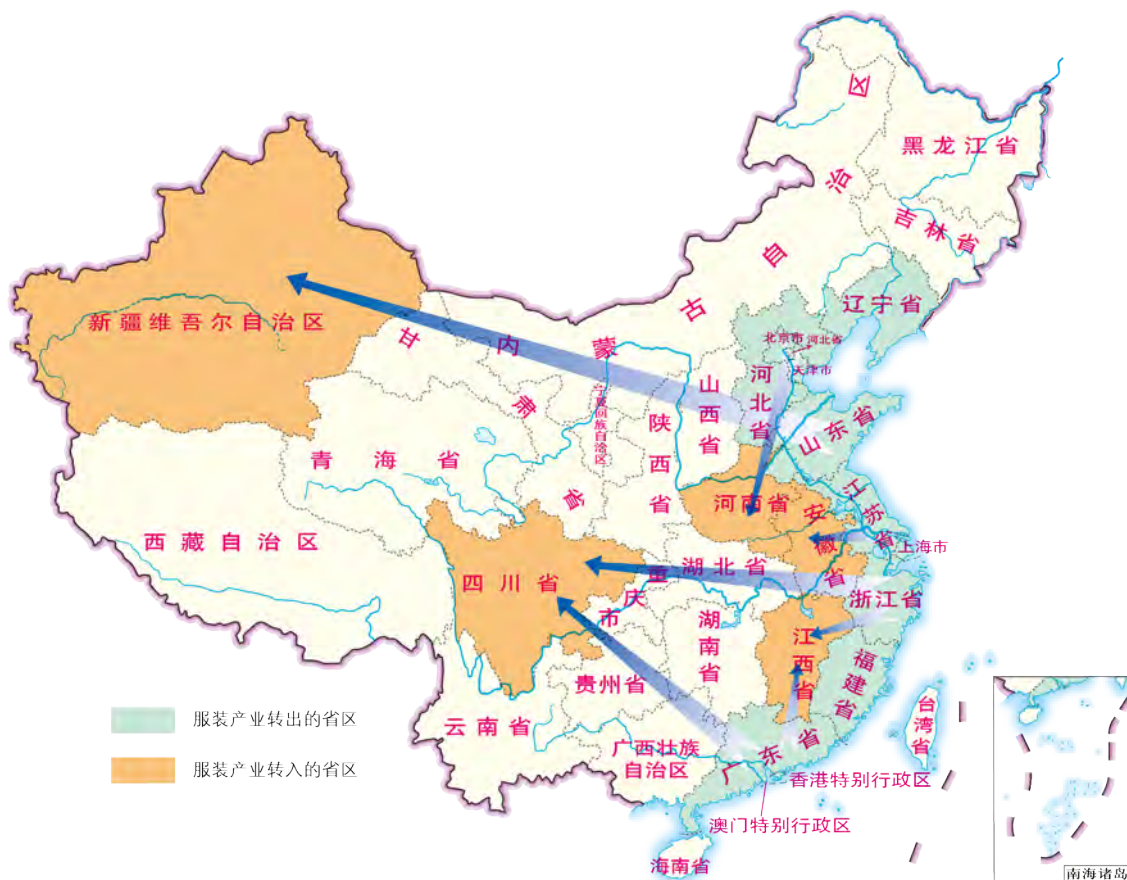 黑龙江省
吉林省
辽宁省
内蒙古自治区
北京市
河北省
天津市
河北省
山西省
山东省
新疆维吾尔自治区
甘肃省
宁夏回族自治区
陕西省
青海省
河南省
江苏省
安徽省
上海市
西藏自治区
四川省
重庆市
湖北省
浙江省
湖南省
江西省
福建省
贵州省
云南省
台湾省
广西壮族
自治区
广东省
香港特别行政区
澳门特别行政区
海南省
南海诸岛
服装产业转出的省区
服装产业转入的省区